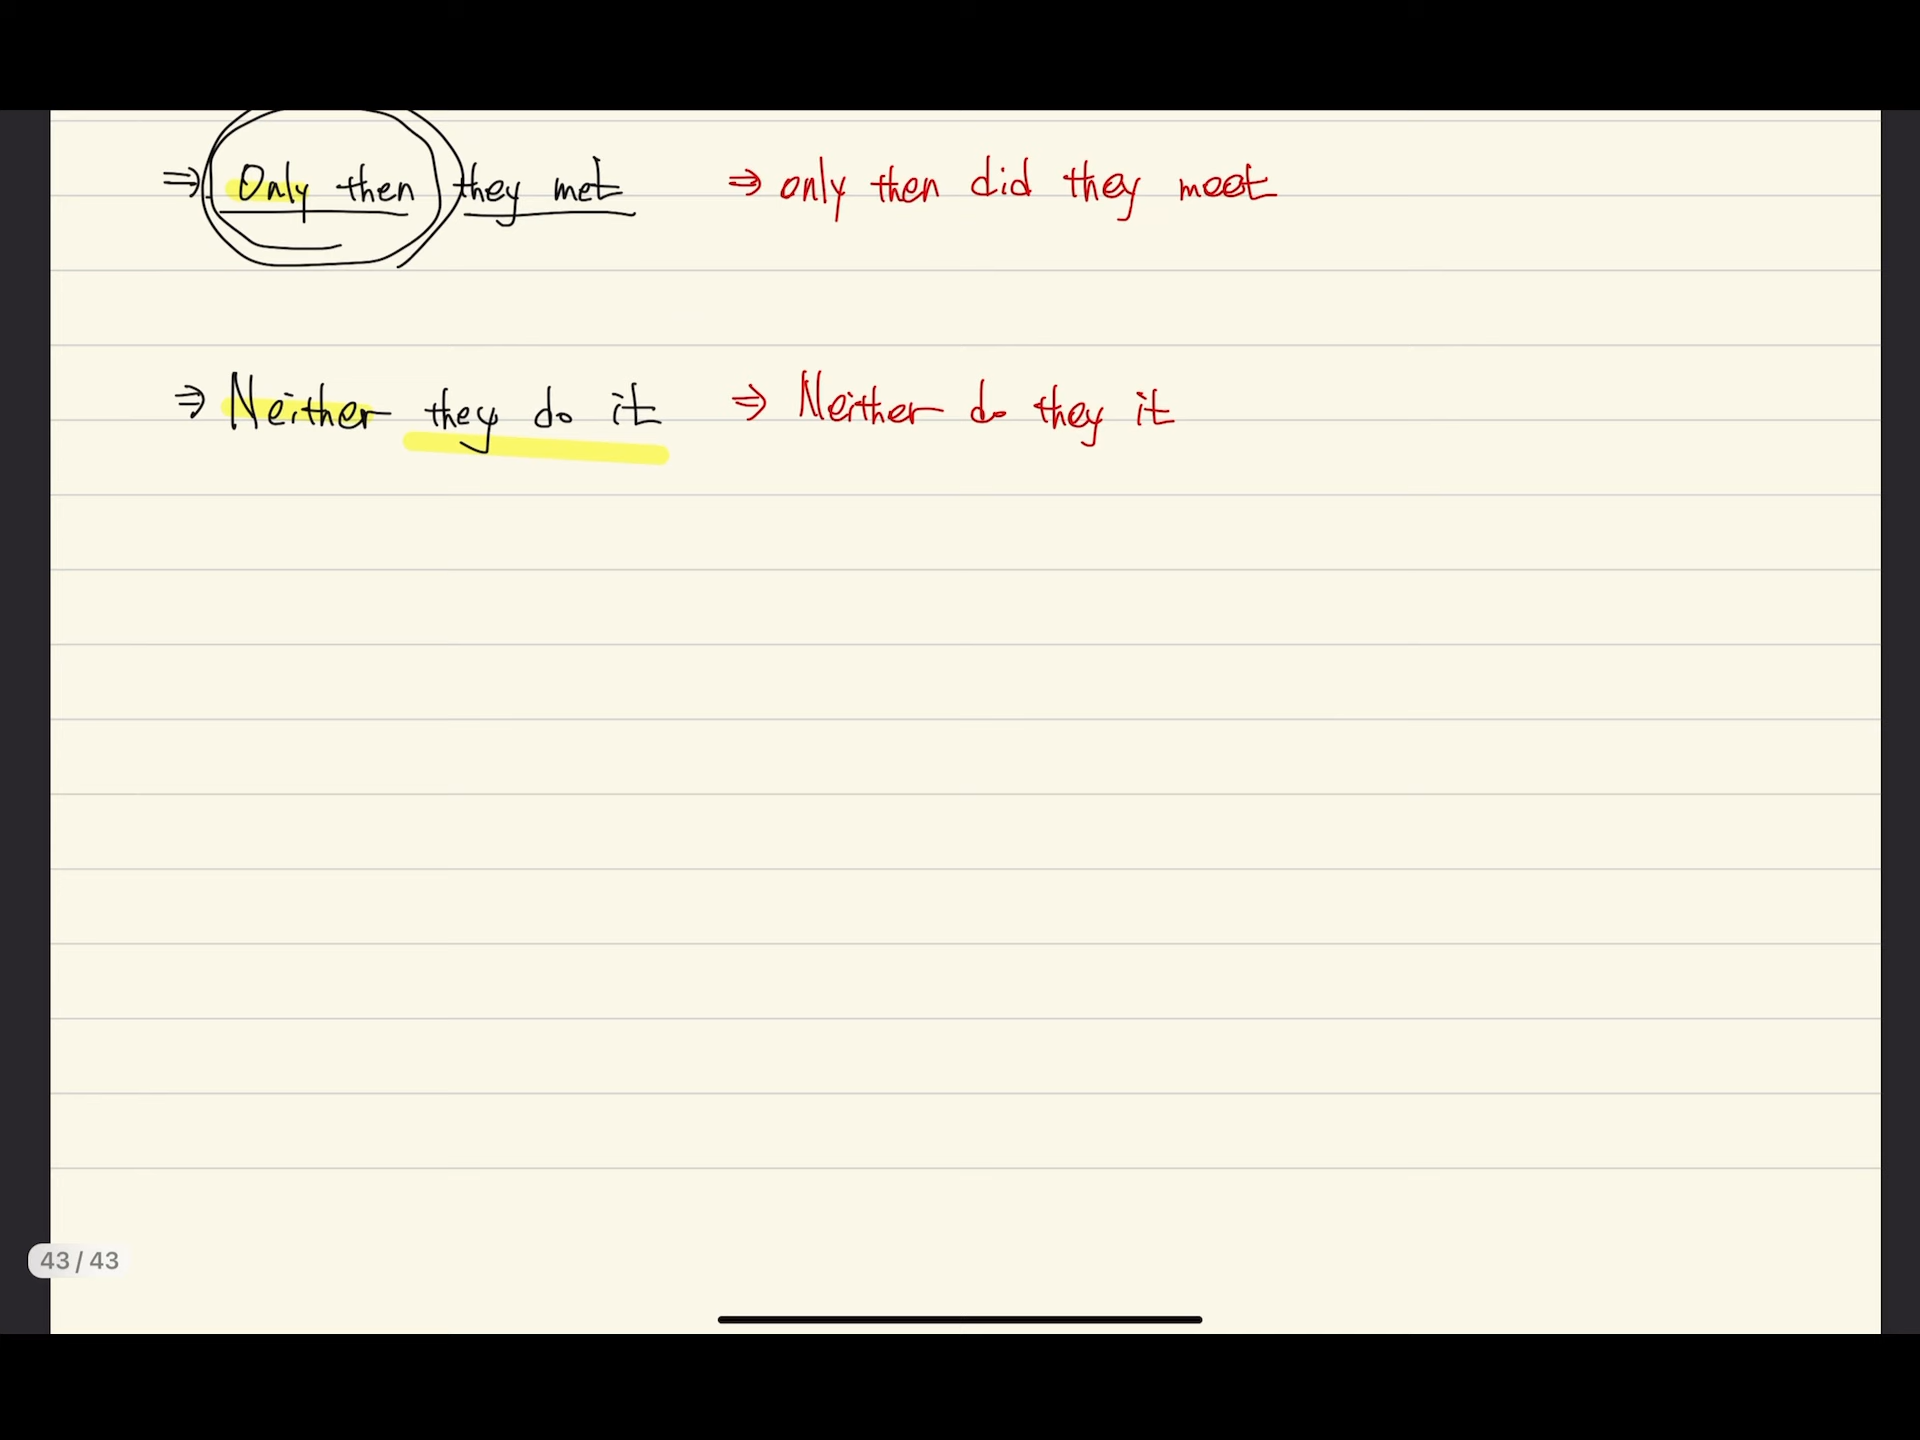 ⇒ Only then they met ⇒ only then did they meet
⇒ Neither they do it ⇒ Neither do they it
43 / 43